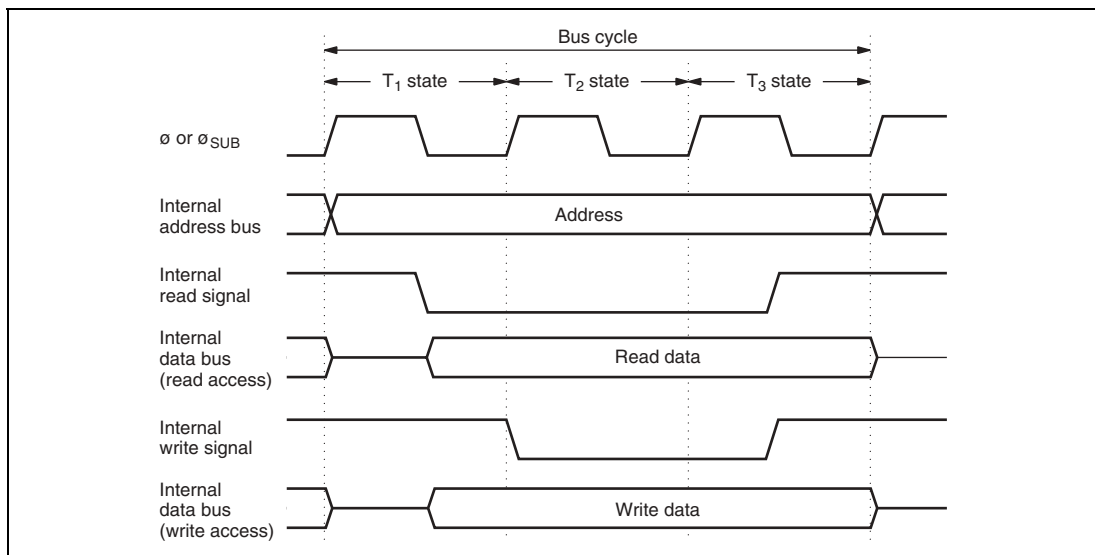 Bus cycle
T₁ state
T₂ state
T₃ state
ø or øSUB
Internal
address bus
Address
Internal
read signal
Internal
data bus
(read access)
Read data
Internal
write signal
Internal
data bus
(write access)
Write data